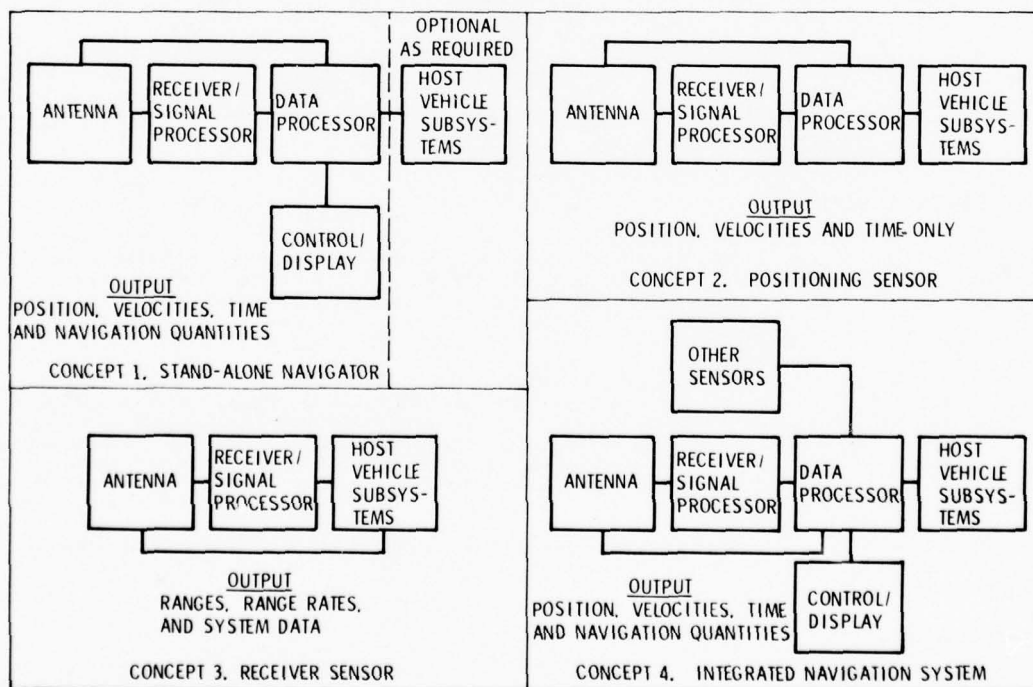 OPTIONAL
AS REQUIRED
ANTENNA
RECEIVER/
SIGNAL
PROCESSOR
DATA
PROCESSOR
HOST
VEHICLE
SUBSYS-
TEMS
CONTROL/
DISPLAY
OUTPUT
POSITION, VELOCITIES, TIME
AND NAVIGATION QUANTITIES
CONCEPT 1. STAND-ALONE NAVIGATOR
ANTENNA
RECEIVER/
SIGNAL
PROCESSOR
DATA
PROCESSOR
HOST
VEHICLE
SUBSYS-
TEMS
OUTPUT
POSITION, VELOCITIES AND TIME-ONLY
CONCEPT 2. POSITIONING SENSOR
ANTENNA
RECEIVER/
SIGNAL
PROCESSOR
HOST
VEHICLE
SUBSYS-
TEMS
OUTPUT
RANGES, RANGE RATES,
AND SYSTEM DATA
CONCEPT 3. RECEIVER SENSOR
OTHER
SENSORS
ANTENNA
RECEIVER/
SIGNAL
PROCESSOR
DATA
PROCESSOR
HOST
VEHICLE
SUBSYS-
TEMS
OUTPUT
POSITION, VELOCITIES, TIME
AND NAVIGATION QUANTITIES
CONTROL/
DISPLAY
CONCEPT 4. INTEGRATED NAVIGATION SYSTEM